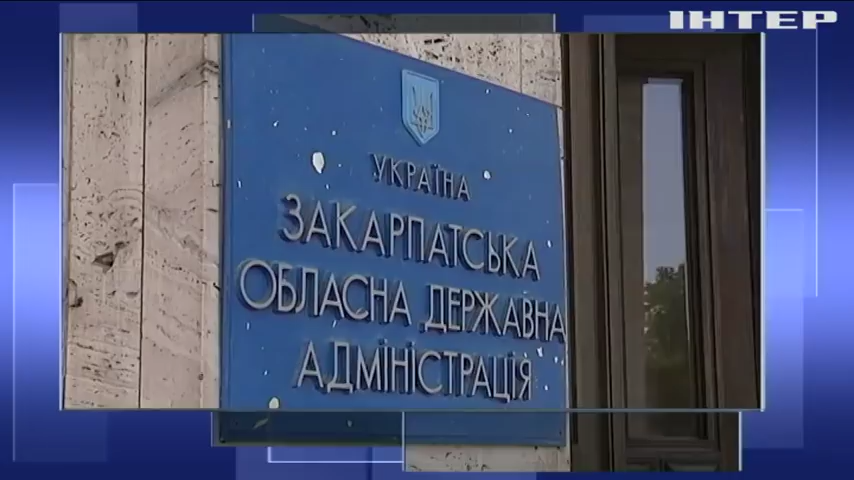 ІНТЕР
УКРАЇНА
ЗАКАРПАТСЬКА
ОБЛАСНА ДЕРЖАВНА
АДМІНІСТРАЦІЯ